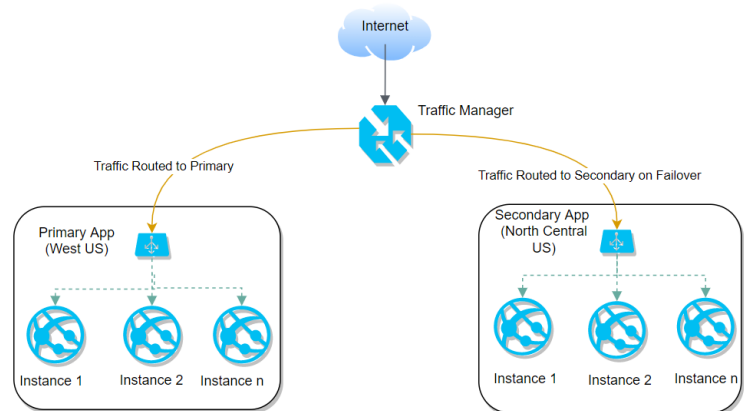 Internet
Traffic Manager
Traffic Routed to Primary
Traffic Routed to Secondary on Failover
Primary App
(West US)
Instance 1
Instance 2
Instance n
Secondary App
(North Central
US)
Instance 1
Instance 2
Instance n